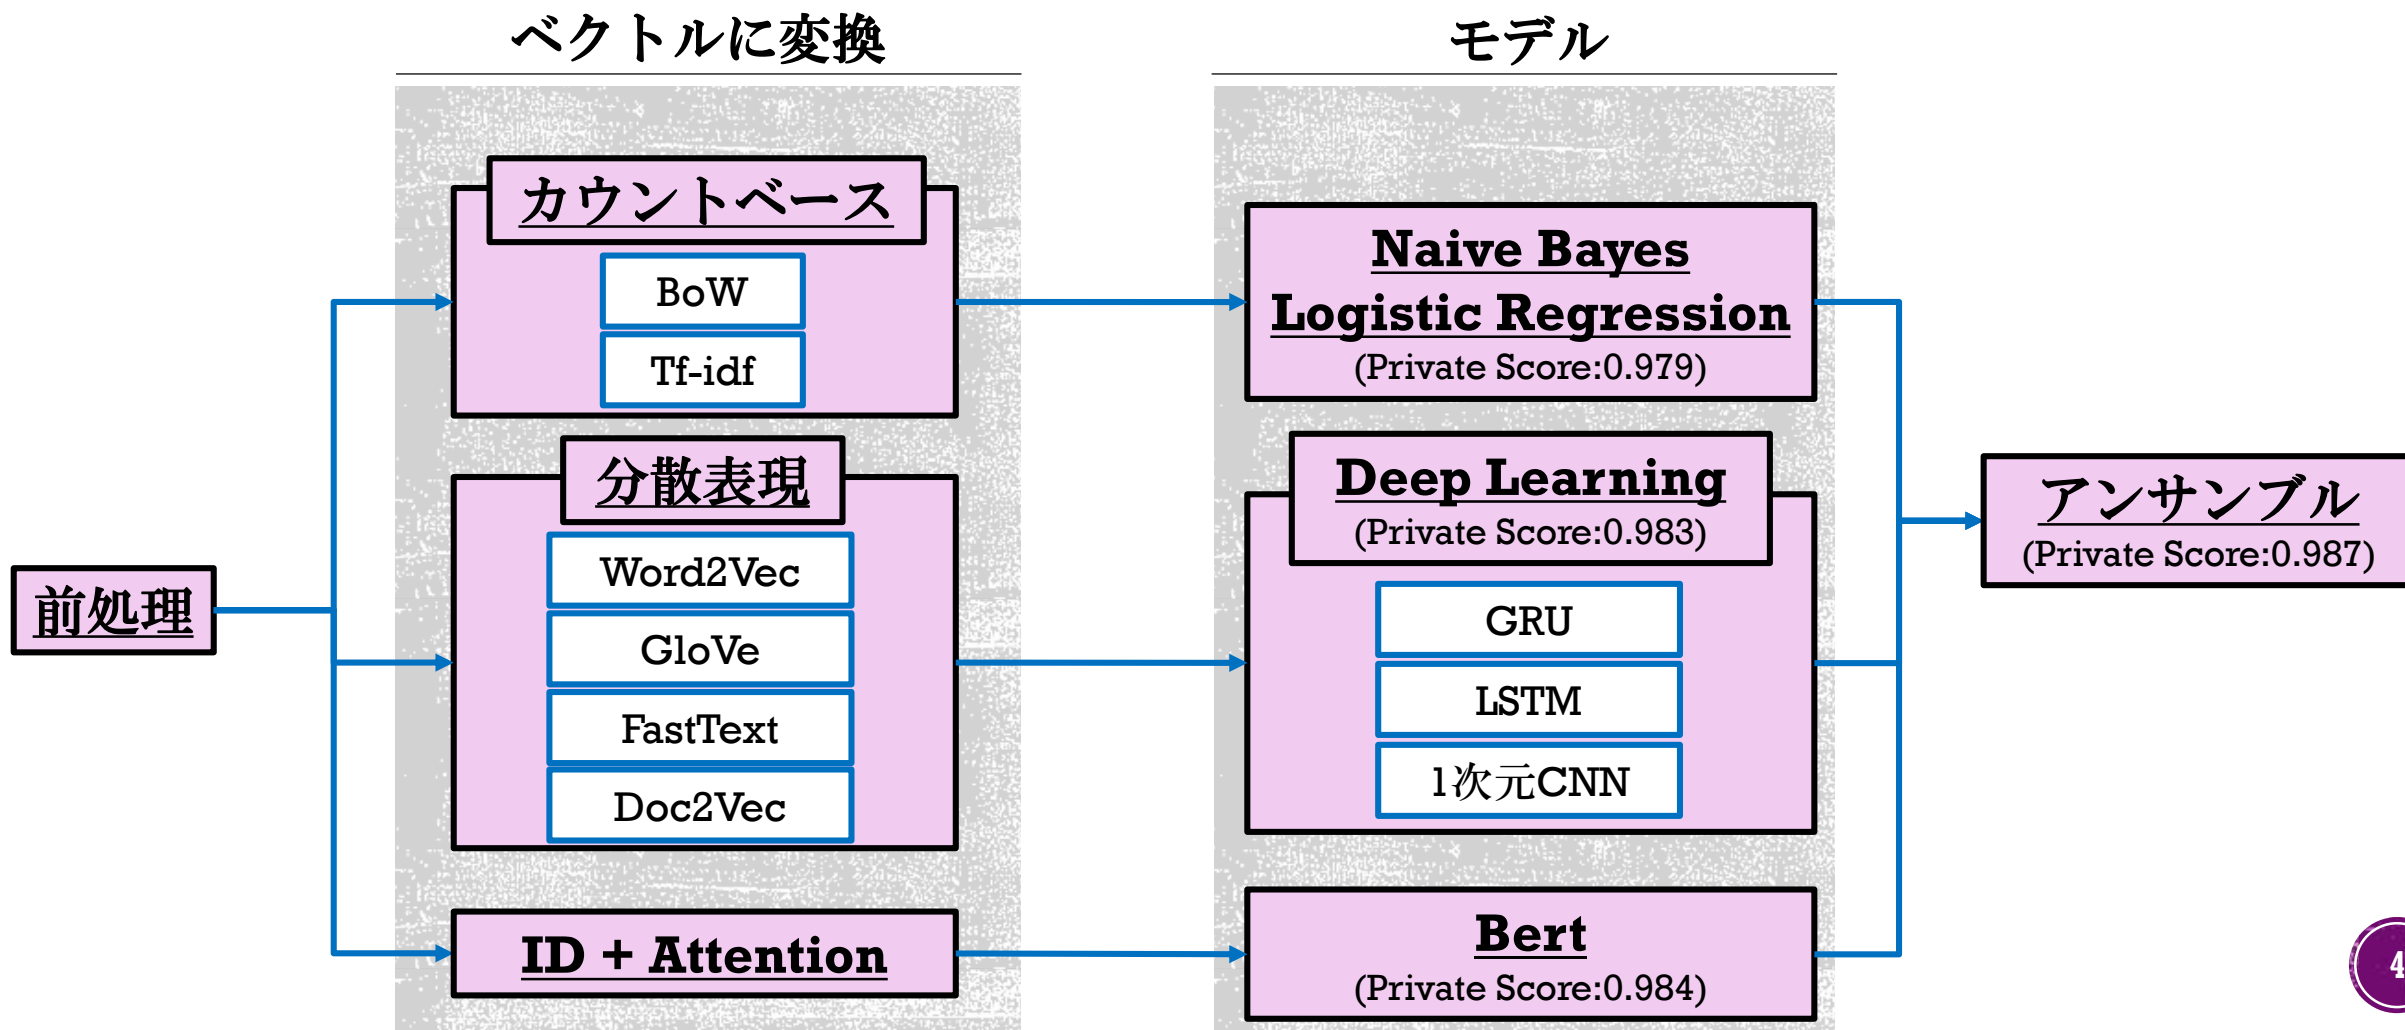 ベクトルに変換
モデル
前処理
カウントベース
BoW
Tf-idf
分散表現
Word2Vec
GloVe
FastText
Doc2Vec
ID + Attention
Naive Bayes
Logistic Regression
(Private Score:0.979)
Deep Learning
(Private Score:0.983)
GRU
LSTM
1次元CNN
Bert
(Private Score:0.984)
アンサンブル
(Private Score:0.987)
4